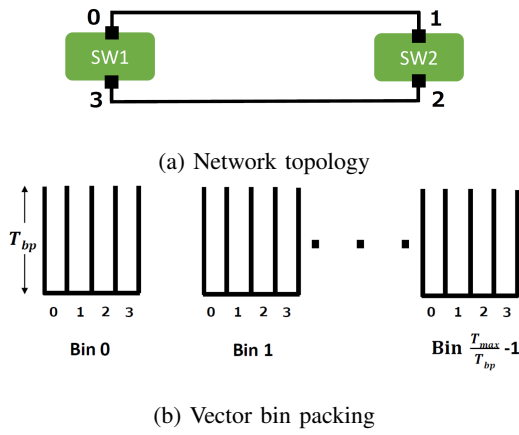 0 1
SW1 SW2
3 2
(a) Network topology
T_bp
0 1 2 3 0 1 2 3 0 1 2 3
Bin 0 Bin 1 Bin T_max/T_bp -1
(b) Vector bin packing